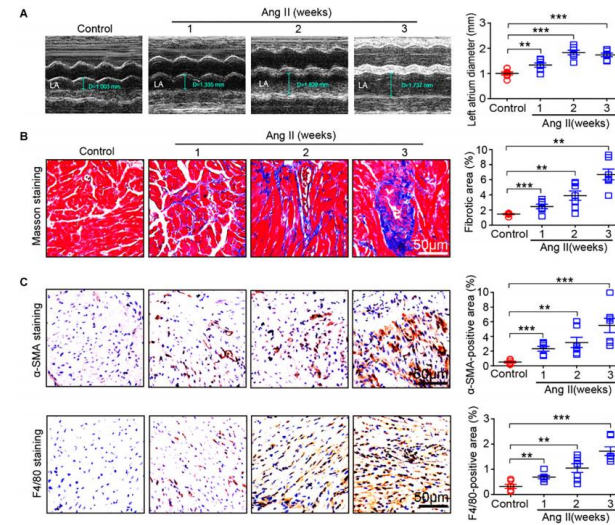 A
Control
Ang II (weeks)
1
2
3
LA
D=1.003 mm
LA
D=1.335 mm
LA
LA
D=1.737 mm
Left atrium diameter (mm)
3
2
1
0
**
***
***
Control
1
2
3
Ang II(weeks)
B
Control
Ang II (weeks)
1
2
3
Masson staining
50μm
Fibrotic area (%)
10
8
6
4
2
0
***
**
**
Control
1
2
3
Ang II(weeks)
C
α-SMA staining
50μm
α-SMA-positive area (%)
10
8
6
4
2
0
***
**
***
Control
1
2
3
Ang II(weeks)
F4/80 staining
50μm
F4/80-positive area (%)
3
2
1
0
**
**
***
Control
1
2
3
Ang II(weeks)